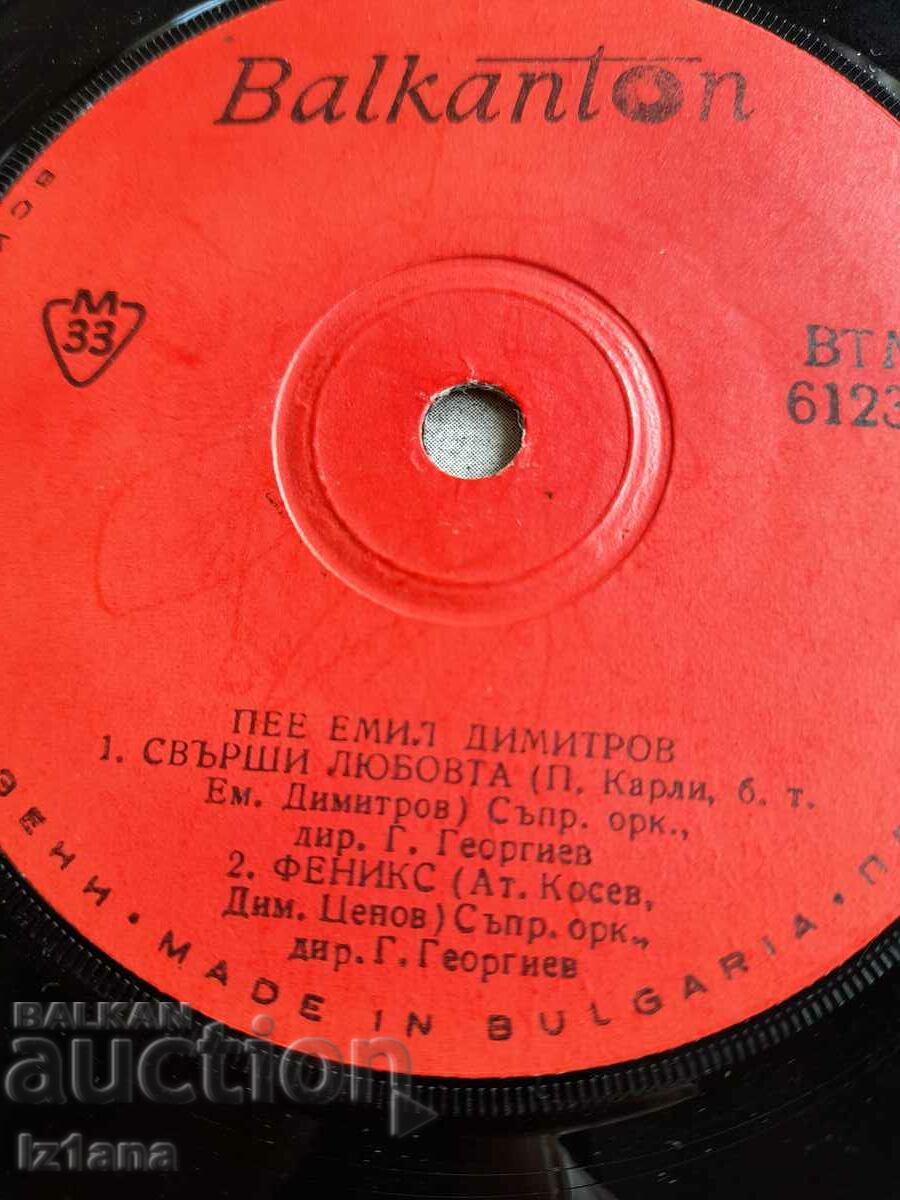 Balkanton
М
33
ВТМ
6123
ПЕЕ ЕМИЛ ДИМИТРОВ
1. СВЪРШИ ЛЮБОВТА (П. Карли, б. т.
Ем. Димитров) Съпр. орк.,
дир. Г. Георгиев
2. ФЕНИКС (Ат. Косев,
Дим. Ценов) Съпр. орк.,
дир. Г. Георгиев
• MADE IN BULGARIA •
BALKAN
auction
Iz1ana